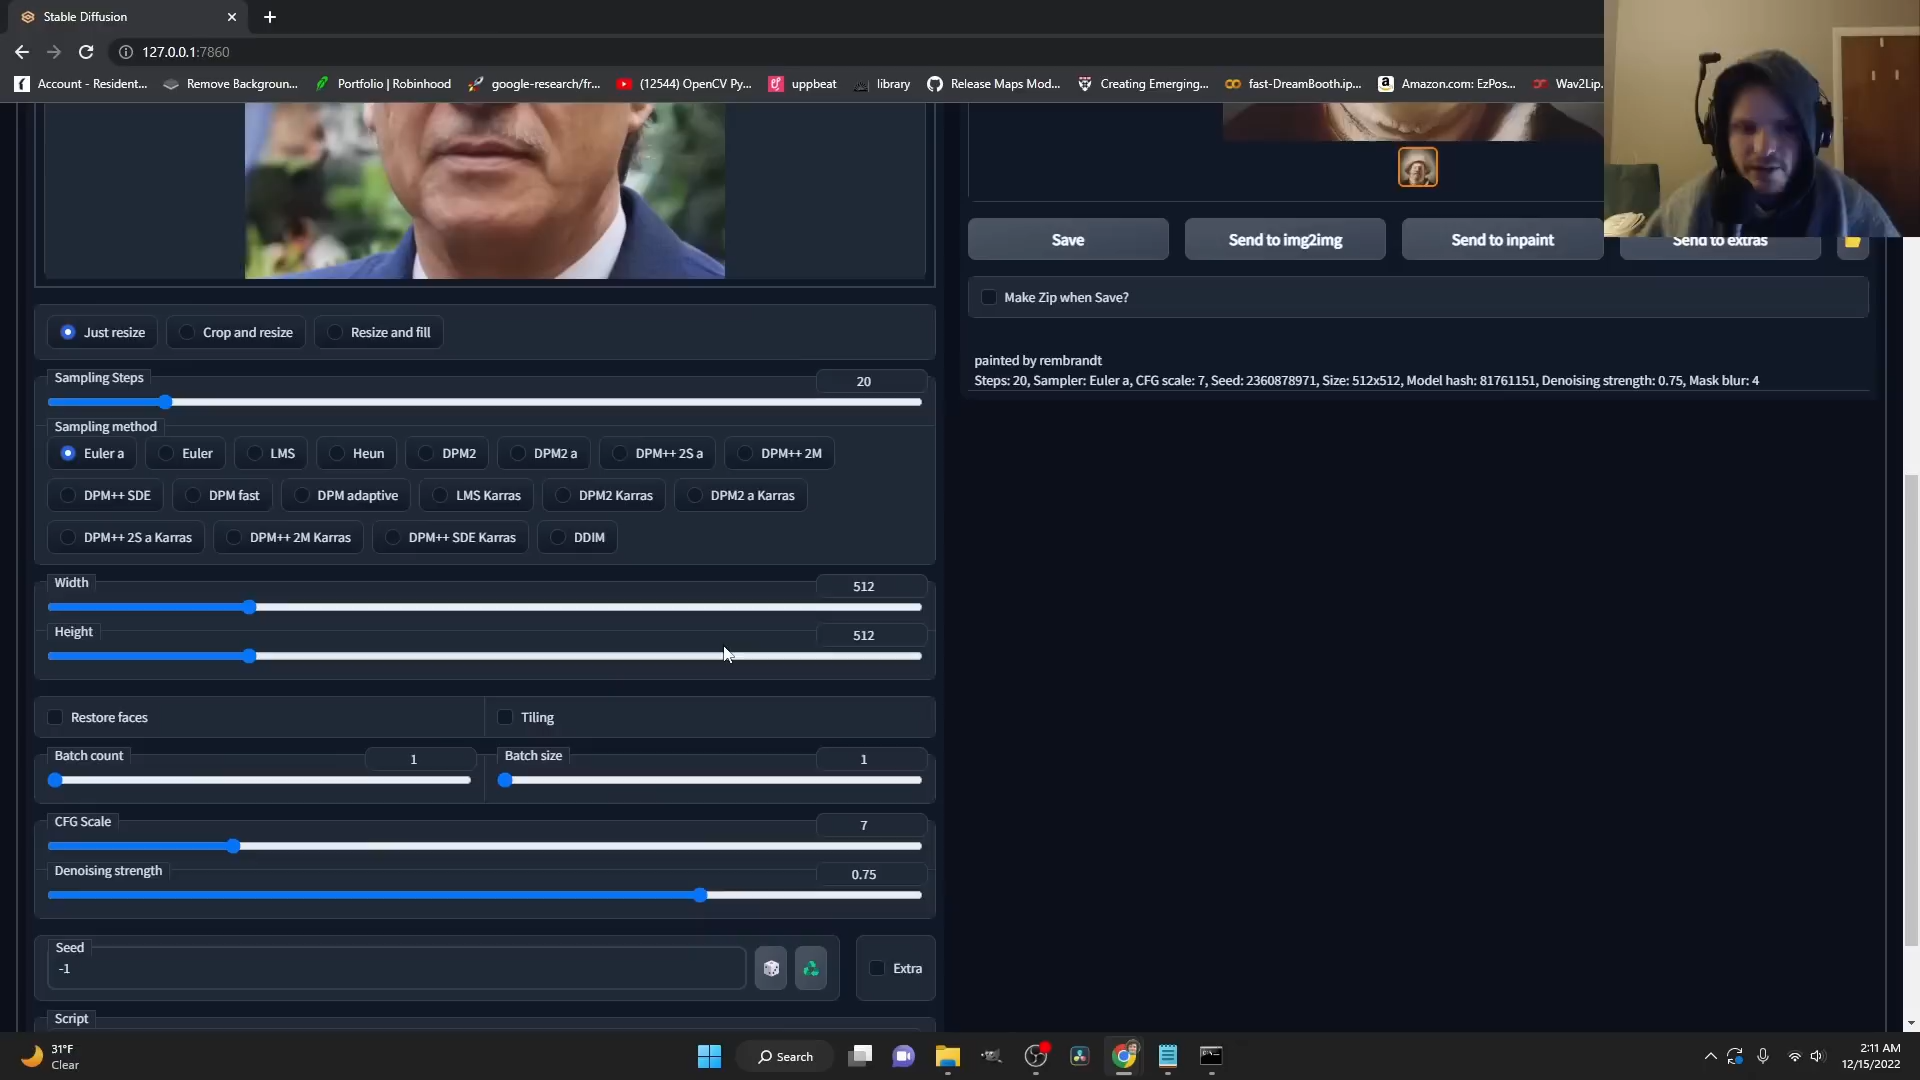 Stable Diffusion
127.0.0.1:7860
Account - Resident...
Remove Backgroun...
Portfolio | Robinhood
google-research/fr...
(12544) OpenCV Py...
uppbeat
library
Release Maps Mod...
Creating Emerging...
fast-DreamBooth.ip...
Amazon.com: EzPos...
Wav2Lip.
Save
Send to img2img
Send to inpaint
Send to extras
Make Zip when Save?
Just resize
Crop and resize
Resize and fill
painted by rembrandt
Steps: 20, Sampler: Euler a, CFG scale: 7, Seed: 2360878971, Size: 512x512, Model hash: 81761151, Denoising strength: 0.75, Mask blur: 4
Sampling Steps
20
Sampling method
Euler a
Euler
LMS
Heun
DPM2
DPM2 a
DPM++ 2S a
DPM++ 2M
DPM++ SDE
DPM fast
DPM adaptive
LMS Karras
DPM2 Karras
DPM2 a Karras
DPM++ 2S a Karras
DPM++ 2M Karras
DPM++ SDE Karras
DDIM
Width
512
Height
512
Restore faces
Tiling
Batch count
1
Batch size
1
CFG Scale
7
Denoising strength
0.75
Seed
-1
Extra
Script
31°F
Clear
Search
2:11 AM
12/15/2022